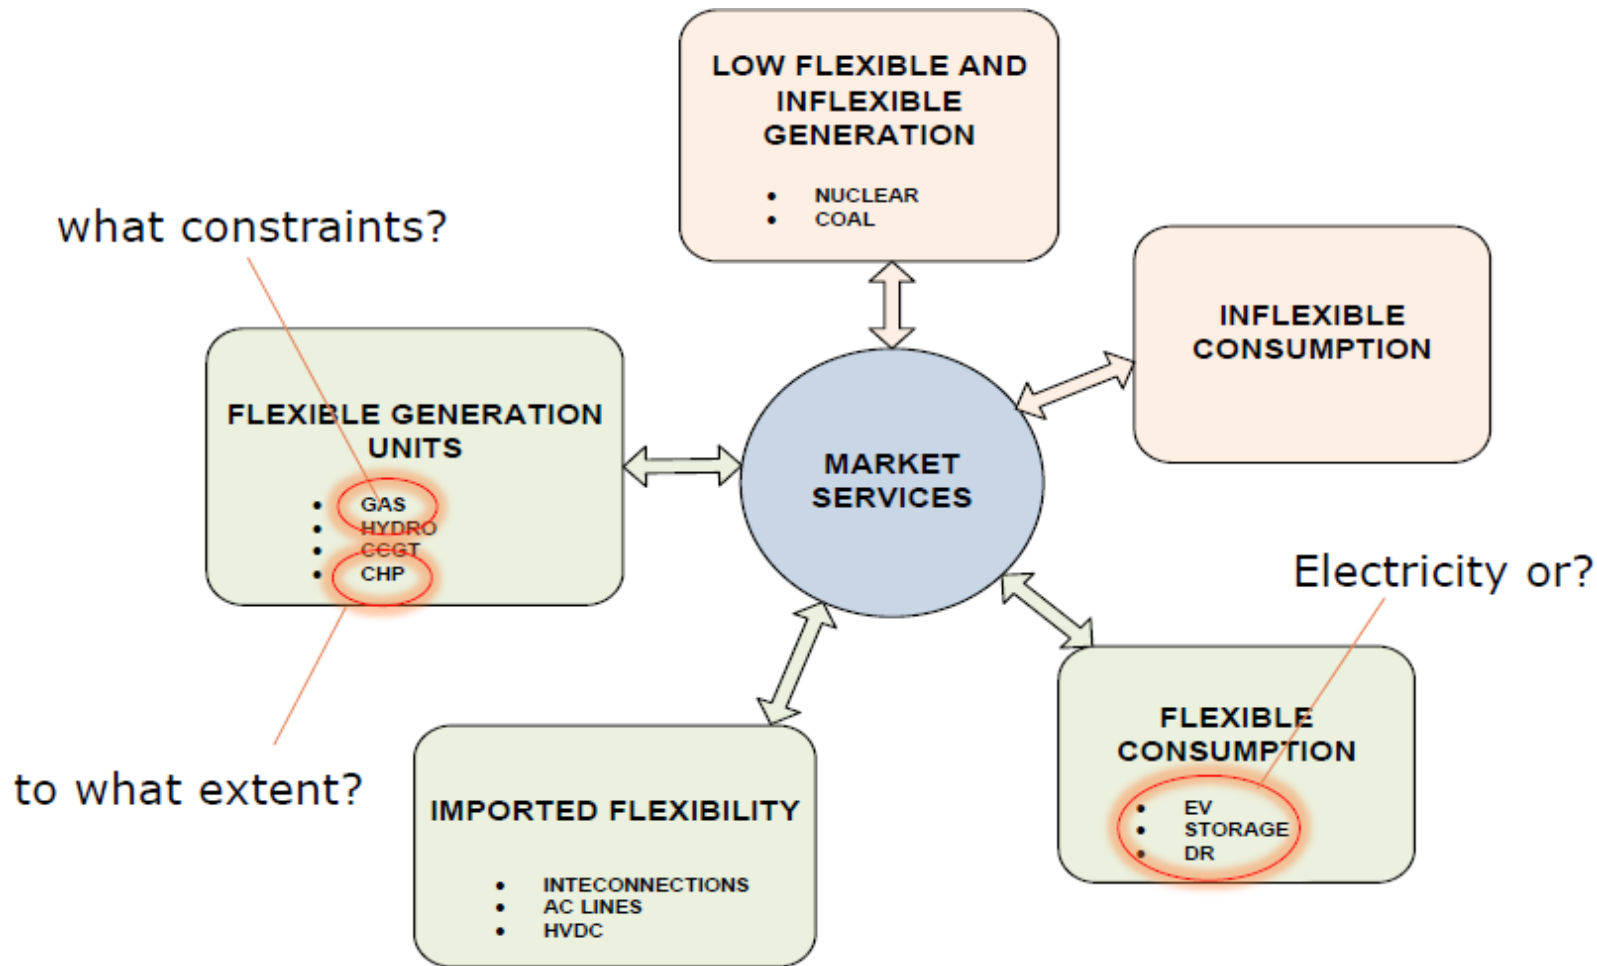 LOW FLEXIBLE AND
INFLEXIBLE
GENERATION
• NUCLEAR
• COAL
what constraints?
INFLEXIBLE
CONSUMPTION
FLEXIBLE GENERATION
UNITS
• GAS
• HYDRO
• CCGT
• CHP
MARKET
SERVICES
Electricity or?
to what extent?
FLEXIBLE
CONSUMPTION
• EV
• STORAGE
• DR
IMPORTED FLEXIBILITY
• INTECONNECTIONS
• AC LINES
• HVDC